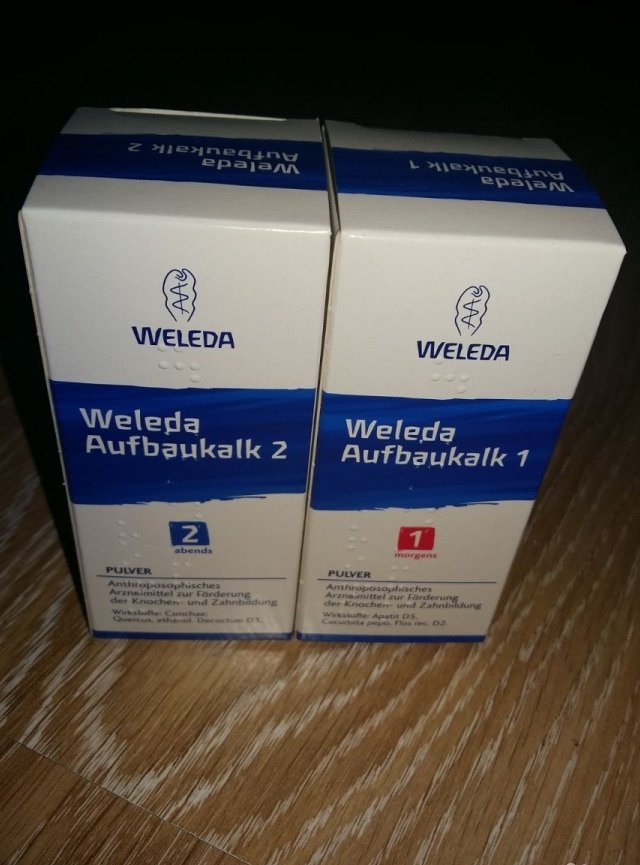 Weleda
Aufbaukalk 2
WELEDA
Weleda
Aufbaukalk 2
2
abends
PULVER
Anthroposophisches
Arzneimittel zur Förderung
der Knochen- und Zahnbildung
Wirkstoffe: Conchae,
Quercus, ethanol. Decoctum D3.
Weleda
Aufbaukalk 1
WELEDA
Weleda
Aufbaukalk 1
1
morgens
PULVER
Anthroposophisches
Arzneimittel zur Förderung
der Knochen- und Zahnbildung
Wirkstoffe: Apatit D5,
Cucurbita pepo, Flos rec. D2.